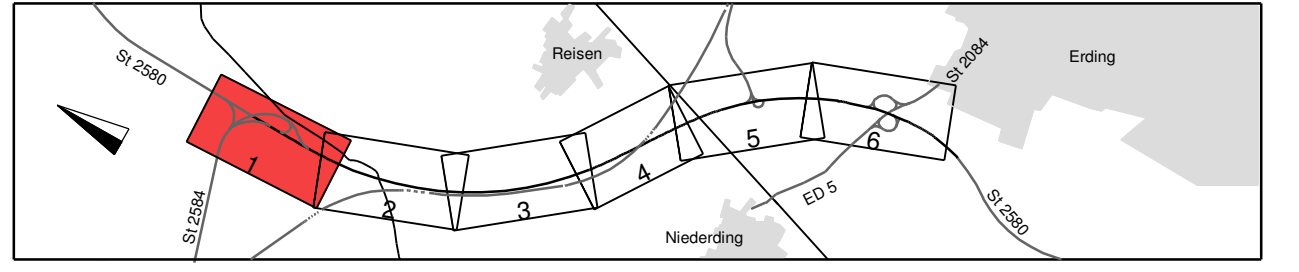 St 2580
Reisen
St 2084
Erding
1
2
3
4
5
6
St 2584
ED 5
St 2580
Niederding